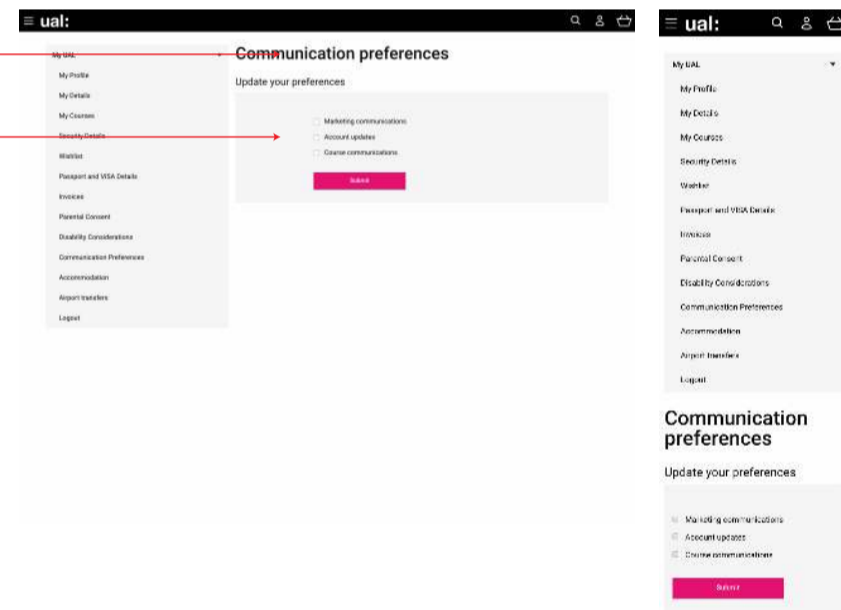 ual:
My UAL
My Profile
My Details
My Courses
Security Details
Wishlist
Passport and VISA Details
Invoices
Parental Consent
Disability Considerations
Communication Preferences
Accommodation
Airport transfers
Logout
Communication preferences
Update your preferences
Marketing communications
Account updates
Course communications
Submit
ual:
My UAL
My Profile
My Details
My Courses
Security Details
Wishlist
Passport and VISA Details
Invoices
Parental Consent
Disability Considerations
Communication Preferences
Accommodation
Airport transfers
Logout
Communication
preferences
Update your preferences
Marketing communications
Account updates
Course communications
Submit